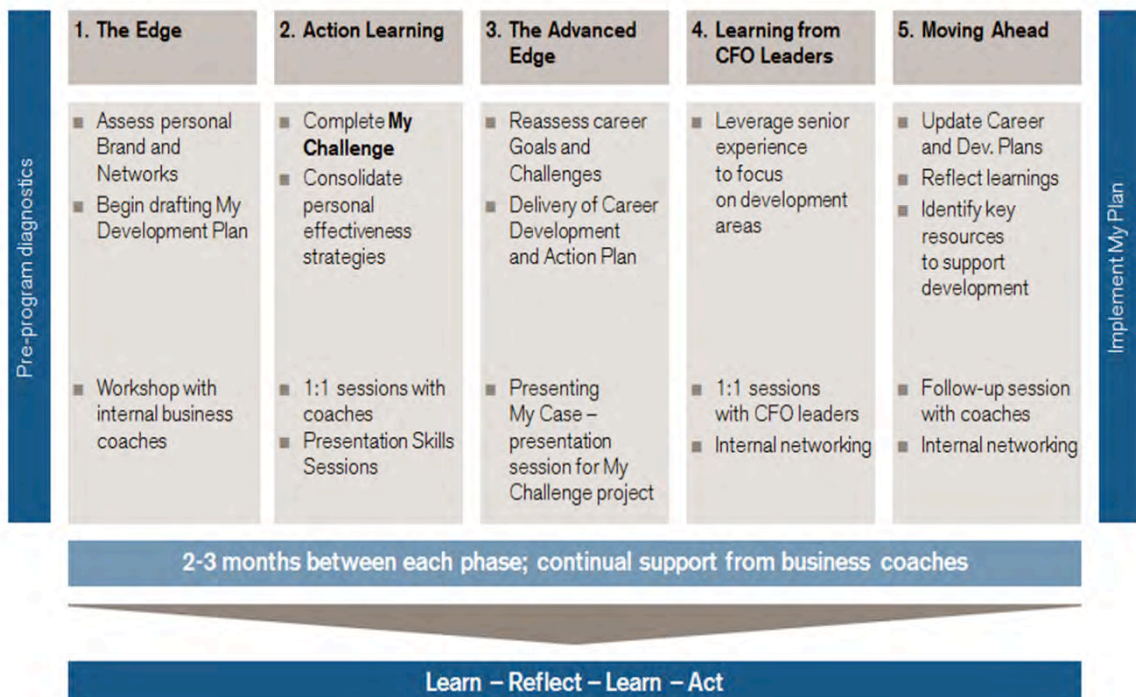 Pre-program diagnostics
1. The Edge
■ Assess personal
Brand and
Networks
■ Begin drafting My
Development Plan
■ Workshop with
internal business
coaches
2. Action Learning
■ Complete My
Challenge
■ Consolidate
personal
effectiveness
strategies
■ 1:1 sessions with
coaches
■ Presentation Skills
Sessions
3. The Advanced
Edge
■ Reassess career
Goals and
Challenges
■ Delivery of Career
Development
and Action Plan
■ Presenting
My Case –
presentation
session for My
Challenge project
4. Learning from
CFO Leaders
■ Leverage senior
experience
to focus
on development
areas
■ 1:1 sessions
with CFO leaders
■ Internal networking
5. Moving Ahead
■ Update Career
and Dev. Plans
■ Reflect learnings
■ Identify key
resources
to support
development
■ Follow-up session
with coaches
■ Internal networking
Implement My Plan
2-3 months between each phase; continual support from business coaches
Learn – Reflect – Learn – Act